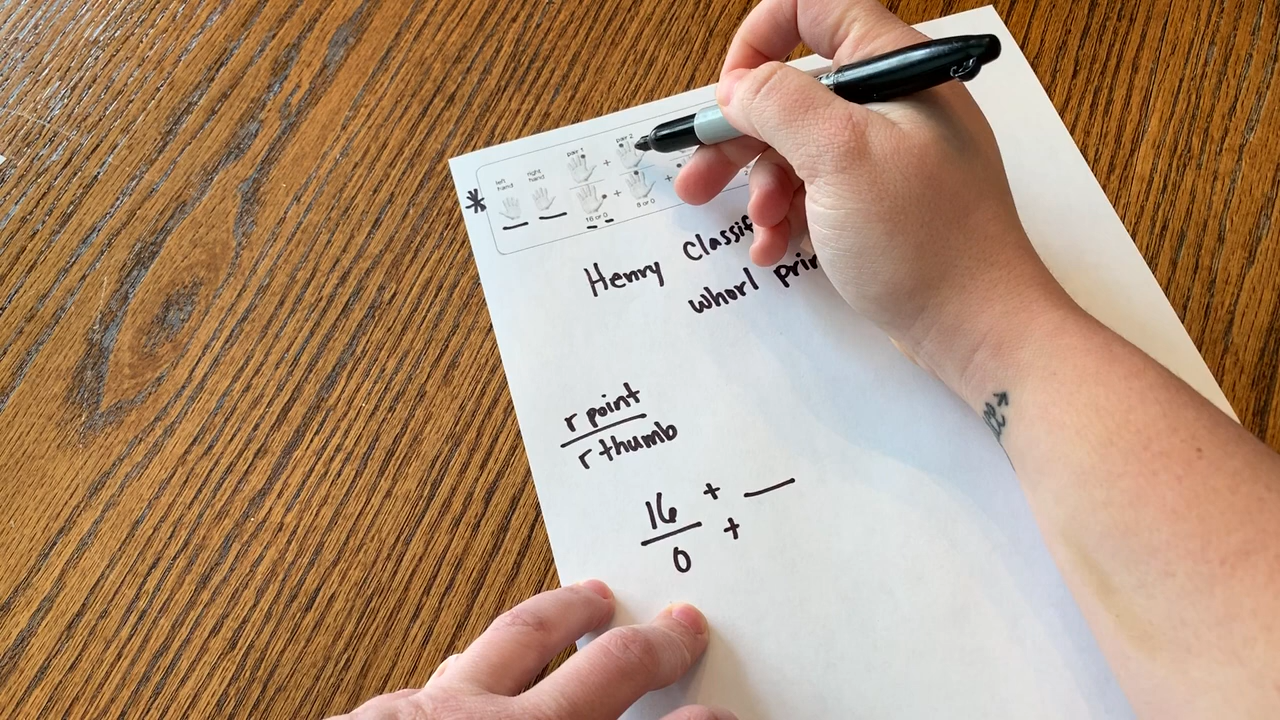 left hand
right hand
pair 1
+
pair 2
16 or 0
+
8 or 0
+
*
Henry Classif
whorl prin
r point
r thumb
16 +
0 +